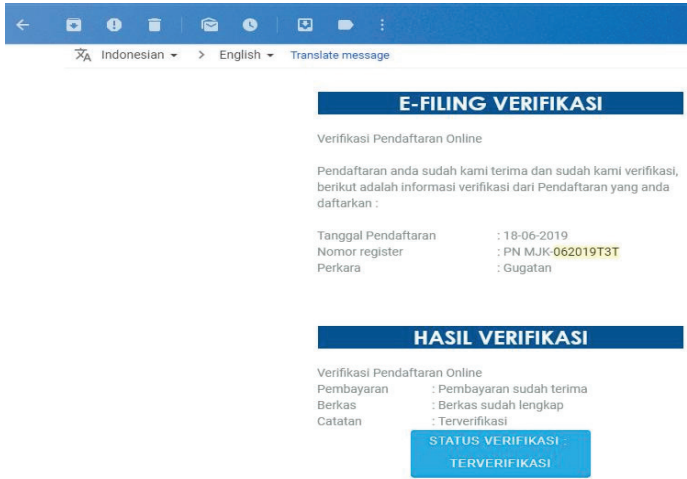 Indonesian > English Translate message
E-FILING VERIFIKASI
Verifikasi Pendaftaran Online
Pendaftaran anda sudah kami terima dan sudah kami verifikasi,
berikut adalah informasi verifikasi dari Pendaftaran yang anda
daftarkan :
Tanggal Pendaftaran : 18-06-2019
Nomor register : PN MJK-062019T3T
Perkara : Gugatan
HASIL VERIFIKASI
Verifikasi Pendaftaran Online
Pembayaran : Pembayaran sudah terima
Berkas : Berkas sudah lengkap
Catatan : Terverifikasi
STATUS VERIFIKASI :
TERVERIFIKASI